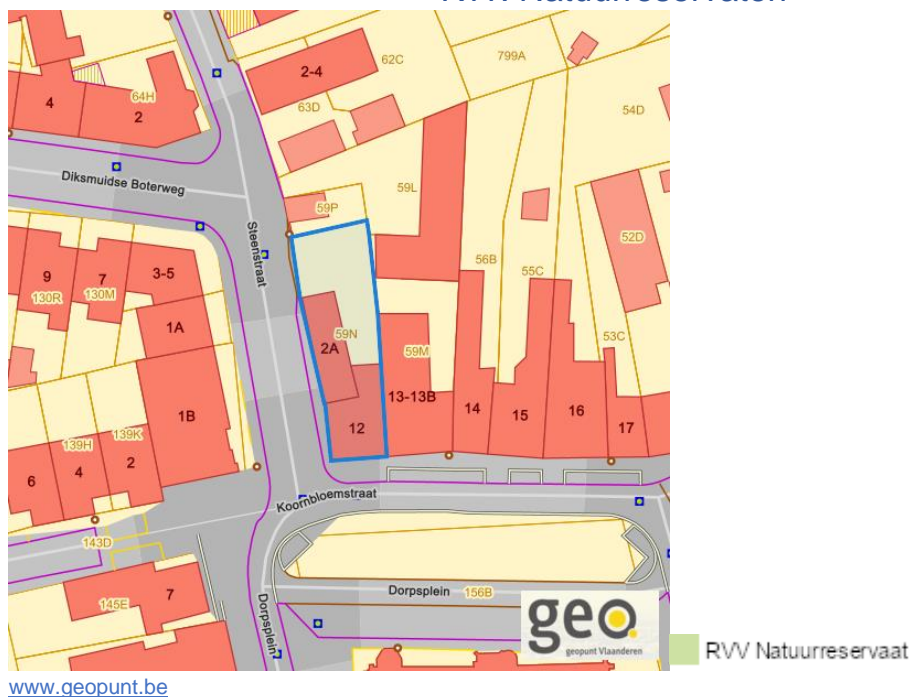 RVV Natuurreservaten
2-4
62C
799A
4
64H
2
63D
54D
Diksmuidse Boterweg
59L
59P
Steenstraat
52D
56B
55C
9
7
3-5
130R
130M
1A
59N
2A
59M
53C
13-13B
1B
14
15
16
17
12
139H
139K
6
4
2
Koornbloemstraat
143D
Dorpsplein
156B
145E
7
Dorpsplein
geo
geopunt Vlaanderen
RVV Natuurreservaat
www.geopunt.be